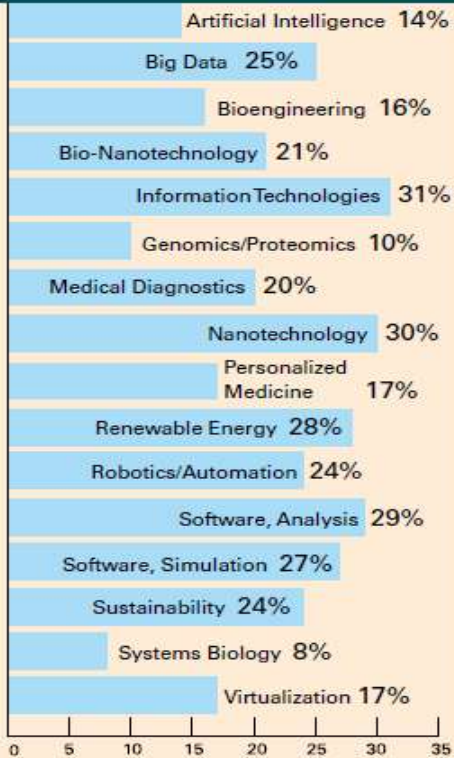 Artificial Intelligence 14%
Big Data 25%
Bioengineering 16%
Bio-Nanotechnology 21%
Information Technologies 31%
Genomics/Proteomics 10%
Medical Diagnostics 20%
Nanotechnology 30%
Personalized
Medicine 17%
Renewable Energy 28%
Robotics/Automation 24%
Software, Analysis 29%
Software, Simulation 27%
Sustainability 24%
Systems Biology 8%
Virtualization 17%
0 5 10 15 20 25 30 35